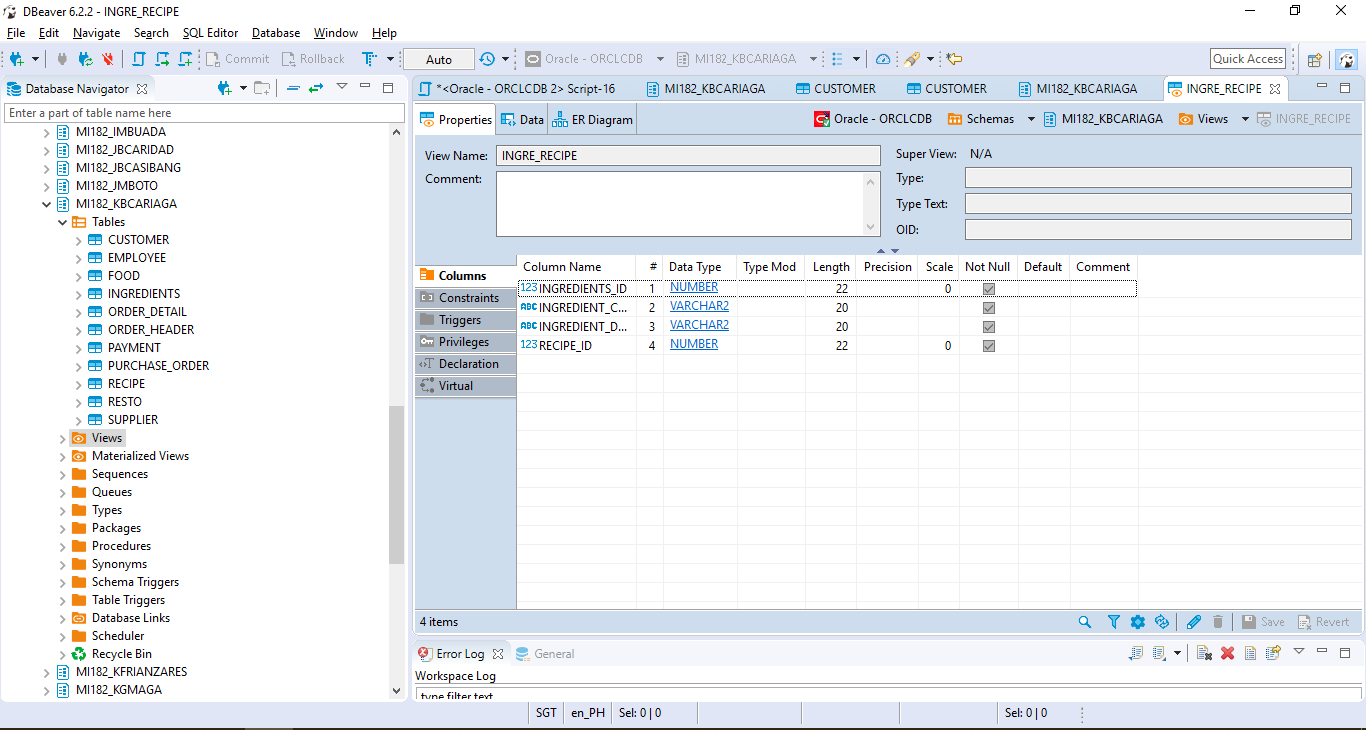 DBeaver 6.2.2 - INGRE_RECIPE
File Edit Navigate Search SQL Editor Database Window Help
Commit Rollback Auto Oracle - ORCLCDB MI182_KBCARIAGA Quick Access
Database Navigator
Enter a part of table name here
MI182_IMBUADA
MI182_JBCARIDAD
MI182_JBCASIBANG
MI182_JMBOTO
MI182_KBCARIAGA
Tables
CUSTOMER
EMPLOYEE
FOOD
INGREDIENTS
ORDER_DETAIL
ORDER_HEADER
PAYMENT
PURCHASE_ORDER
RECIPE
RESTO
SUPPLIER
Views
Materialized Views
Sequences
Queues
Types
Packages
Procedures
Synonyms
Schema Triggers
Table Triggers
Database Links
Scheduler
Recycle Bin
MI182_KFRIANZARES
MI182_KGMAGA
*<Oracle - ORCLCDB 2> Script-16 MI182_KBCARIAGA CUSTOMER CUSTOMER MI182_KBCARIAGA INGRE_RECIPE
Properties Data ER Diagram Oracle - ORCLCDB Schemas MI182_KBCARIAGA Views INGRE_RECIPE
View Name: INGRE_RECIPE Super View: N/A
Comment: Type:
Type Text:
OID:
Columns
Constraints
Triggers
Privileges
Declaration
Virtual
Column Name # Data Type Type Mod Length Precision Scale Not Null Default Comment
123 INGREDIENTS_ID 1 NUMBER 22 0
ABC INGREDIENT_C... 2 VARCHAR2 20
ABC INGREDIENT_D... 3 VARCHAR2 20
123 RECIPE_ID 4 NUMBER 22 0
4 items Save Revert
Error Log General
Workspace Log
type filter text
SGT en_PH Sel: 0 | 0 Sel: 0 | 0